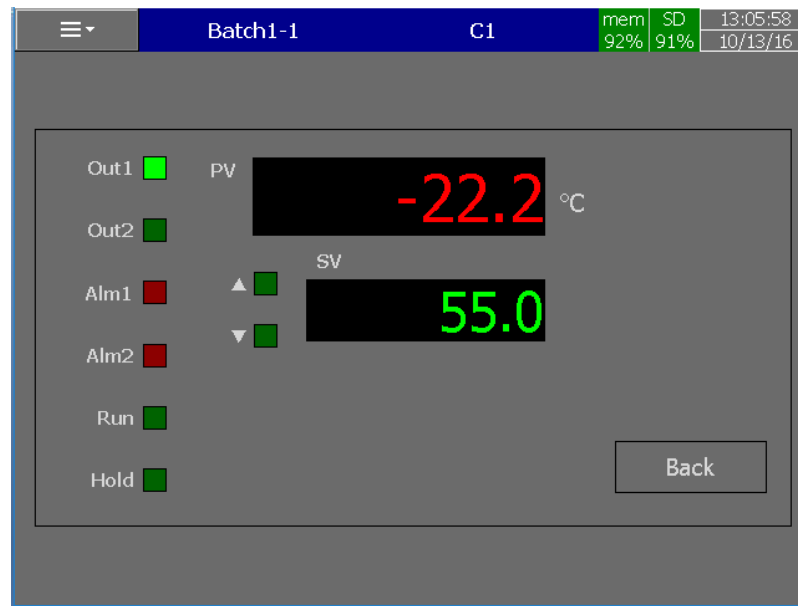 Batch1-1 C1 mem SD 13:05:58
92% 91% 10/13/16
Out1 PV -22.2 °C
Out2
SV
Alm1 ▲ 55.0
▼
Alm2
Run
Back
Hold